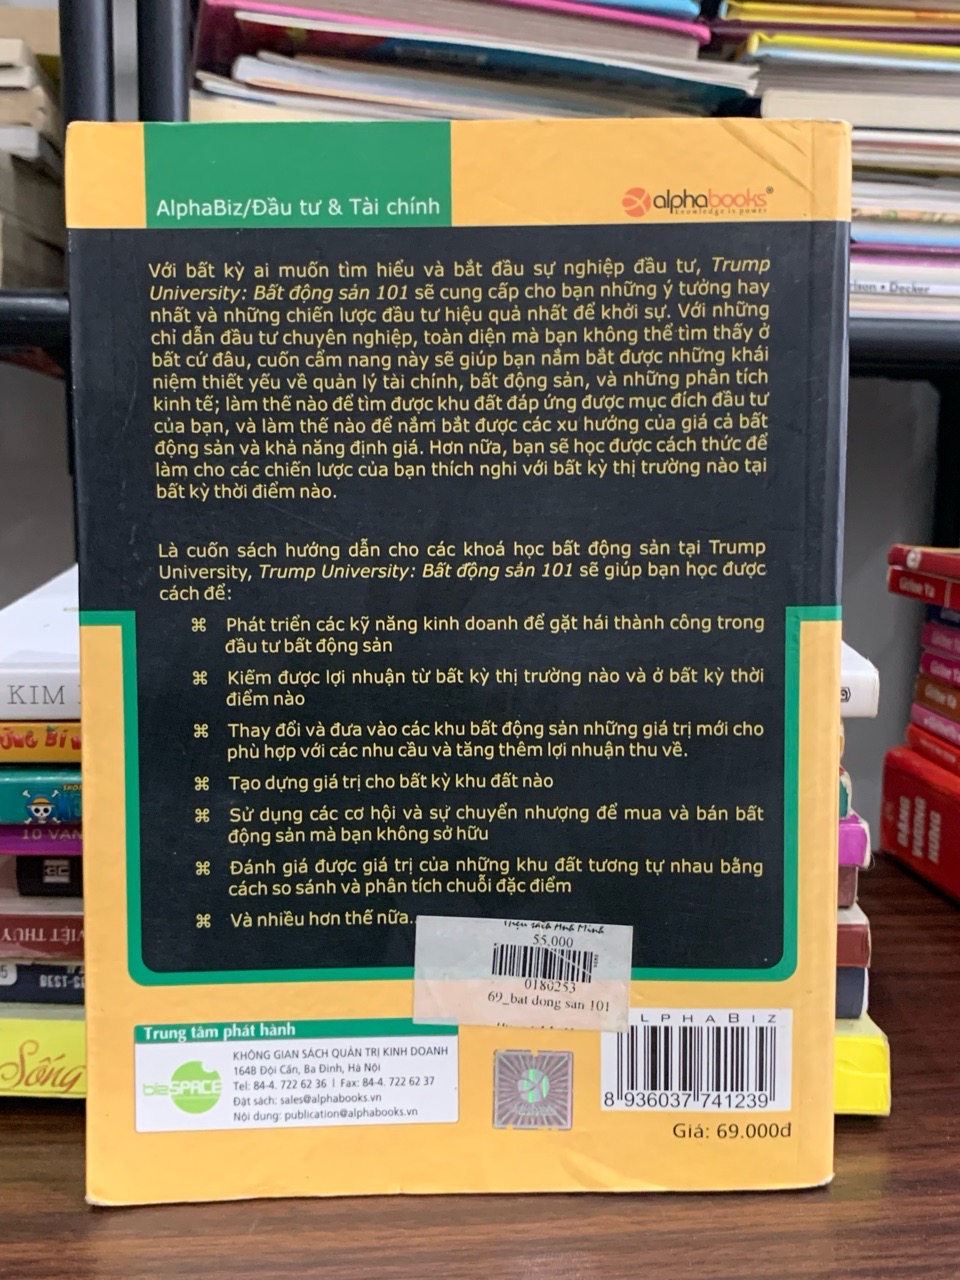 AlphaBiz/Đầu tư & Tài chính
alphabooks®
knowledge is power
Với bất kỳ ai muốn tìm hiểu và bắt đầu sự nghiệp đầu tư, Trump
University: Bất động sản 101 sẽ cung cấp cho bạn những ý tưởng hay
nhất và những chiến lược đầu tư hiệu quả nhất để khởi sự. Với những
chỉ dẫn đầu tư chuyên nghiệp, toàn diện mà bạn không thể tìm thấy ở
bất cứ đâu, cuốn cẩm nang này sẽ giúp bạn nắm bắt được những khái
niệm thiết yếu về quản lý tài chính, bất động sản, và những phân tích
kinh tế; làm thế nào để tìm được khu đất đáp ứng được mục đích đầu tư
của bạn, và làm thế nào để nắm bắt được các xu hướng của giá cả bất
động sản và khả năng định giá. Hơn nữa, bạn sẽ học được cách thức để
làm cho các chiến lược của bạn thích nghi với bất kỳ thị trường nào tại
bất kỳ thời điểm nào.
Là cuốn sách hướng dẫn cho các khoá học bất động sản tại Trump
University, Trump University: Bất động sản 101 sẽ giúp bạn học được
cách để:
⌘ Phát triển các kỹ năng kinh doanh để gặt hái thành công trong
đầu tư bất động sản
⌘ Kiếm được lợi nhuận từ bất kỳ thị trường nào và ở bất kỳ thời
điểm nào
⌘ Thay đổi và đưa vào các khu bất động sản những giá trị mới cho
phù hợp với các nhu cầu và tăng thêm lợi nhuận thu về.
⌘ Tạo dựng giá trị cho bất kỳ khu đất nào
⌘ Sử dụng các cơ hội và sự chuyển nhượng để mua và bán bất
động sản mà bạn không sở hữu
⌘ Đánh giá được giá trị của những khu đất tương tự nhau bằng
cách so sánh và phân tích chuỗi đặc điểm
⌘ Và nhiều hơn thế nữa..
sách Anh Minh
55,000
0180253
69_bat dong san 101
Trung tâm phát hành
bizSPACE
KHÔNG GIAN SÁCH QUẢN TRỊ KINH DOANH
164B Đội Cấn, Ba Đình, Hà Nội
Tel: 84-4. 722 62 36 | Fax: 84-4. 722 62 37
Đặt sách: sales@alphabooks.vn
Nội dung: publication@alphabooks.vn
LPHABIZ
8 936037 741239
Giá: 69.000đ
KIM
10 VẠN
BEST-SE
Sống
Decker